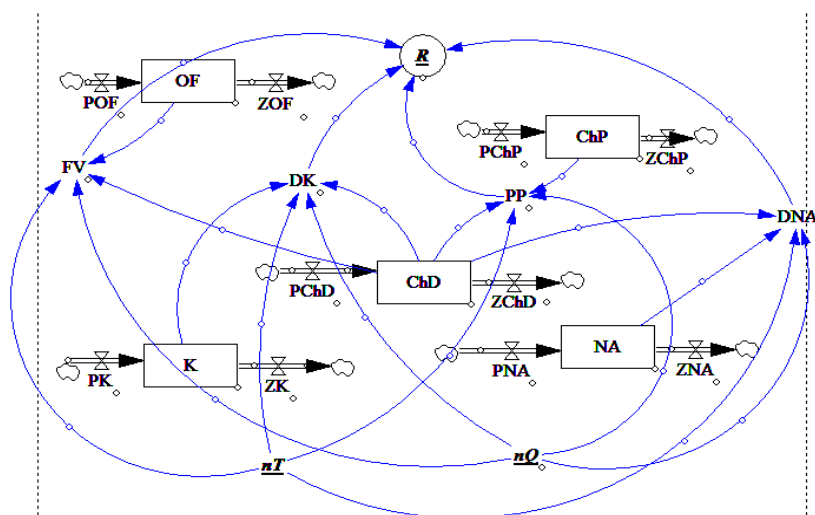 R
OF
POF
ZOF
ChP
PChP
ZChP
FV
DK
PP
DNA
ChD
PChD
ZChD
NA
K
PNA
ZNA
PK
ZK
nT
nQ